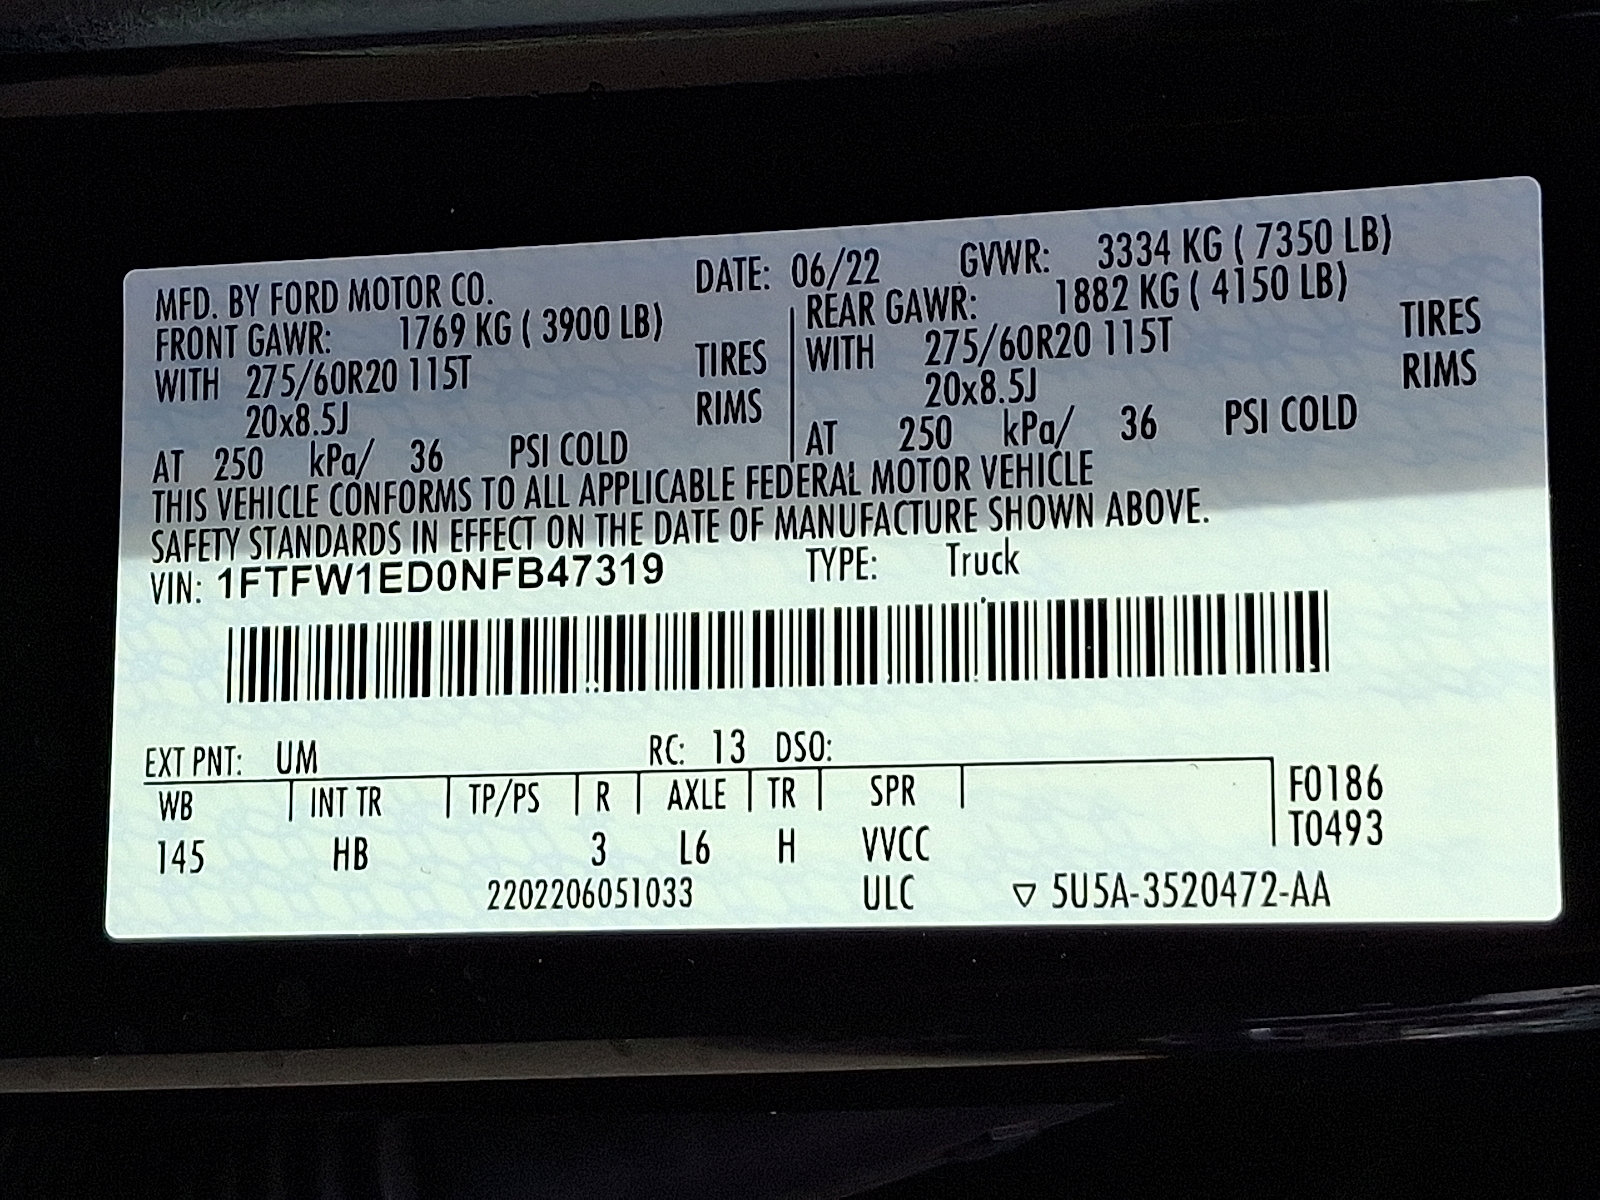 MFD. BY FORD MOTOR CO. DATE: 06/22 GVWR: 3334 KG ( 7350 LB)
FRONT GAWR: 1769 KG ( 3900 LB) REAR GAWR: 1882 KG ( 4150 LB)
WITH 275/60R20 115T TIRES WITH 275/60R20 115T TIRES
20x8.5J RIMS 20x8.5J RIMS
AT 250 kPa/ 36 PSI COLD AT 250 kPa/ 36 PSI COLD
THIS VEHICLE CONFORMS TO ALL APPLICABLE FEDERAL MOTOR VEHICLE
SAFETY STANDARDS IN EFFECT ON THE DATE OF MANUFACTURE SHOWN ABOVE.
VIN: 1FTFW1ED0NFB47319 TYPE: Truck
EXT PNT: UM RC: 13 DSO:
WB INT TR TP/PS R AXLE TR SPR F0186
T0493
145 HB 3 L6 H VVCC
2202206051033 ULC ▽ 5U5A-3520472-AA